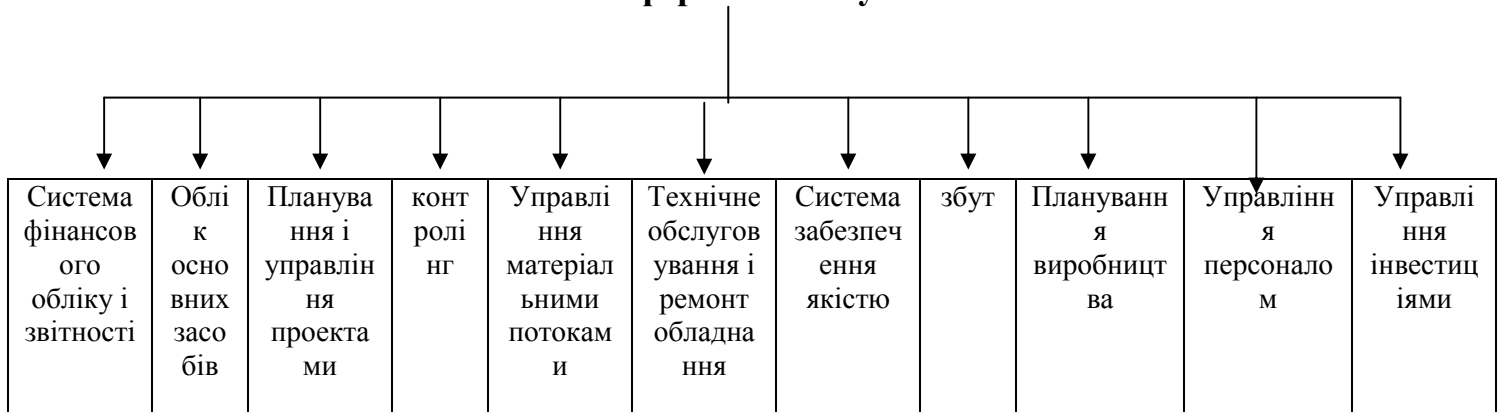 Система
фінансов
ого
обліку і
звітності
Облі
к
осно
вних
засо
бів
Планува
ння і
управлін
ня
проекта
ми
конт
ролі
нг
Управлі
ння
матеріал
ьними
потокам
и
Технічне
обслугов
ування і
ремонт
обладна
ння
Система
забезпеч
ення
якістю
збут
Плануванн
я
виробницт
ва
Управлінн
я
персонало
м
Управлі
ння
інвестиц
іями